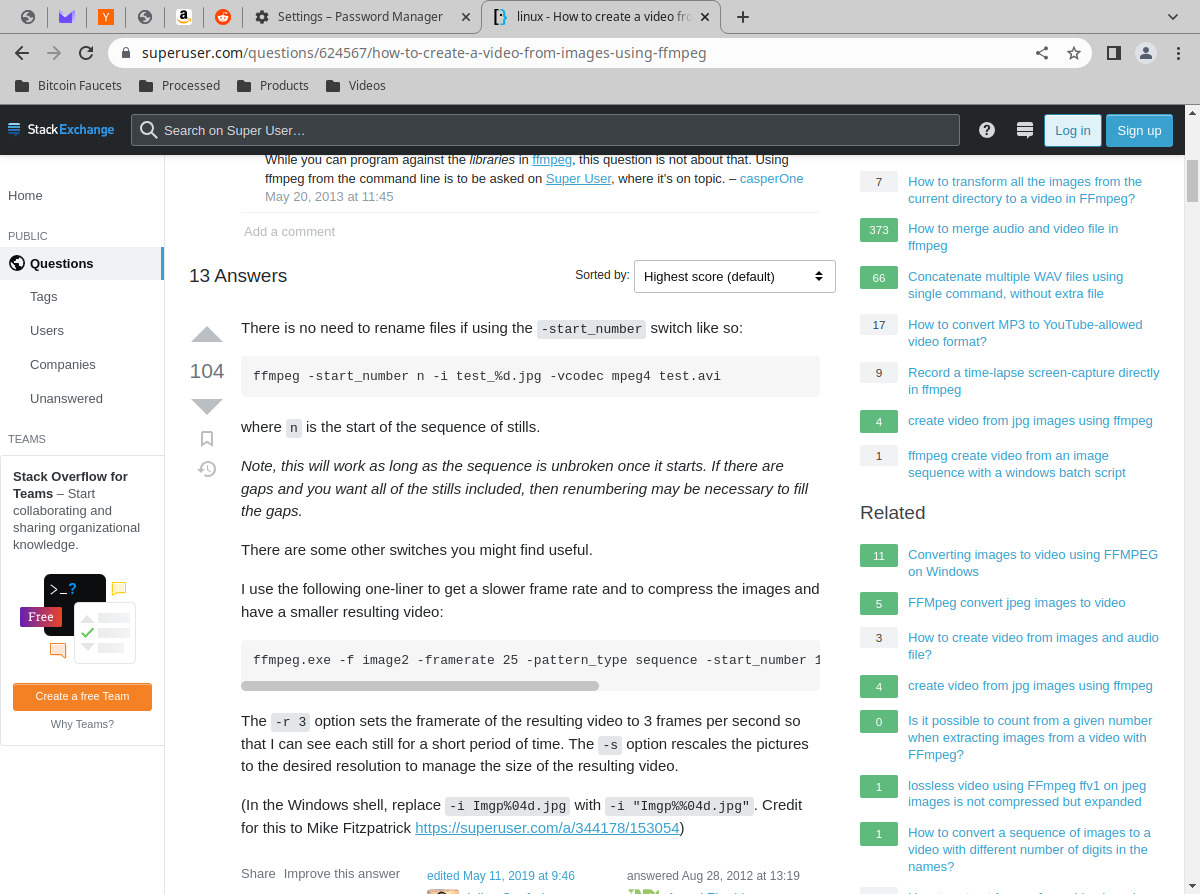 Settings – Password Manager
linux - How to create a video fro
superuser.com/questions/624567/how-to-create-a-video-from-images-using-ffmpeg
Bitcoin Faucets
Processed
Products
Videos
StackExchange
Search on Super User…
Log in
Sign up
Home
PUBLIC
Questions
Tags
Users
Companies
Unanswered
TEAMS
Stack Overflow for
Teams – Start
collaborating and
sharing organizational
knowledge.
>_?
Free
Create a free Team
Why Teams?
While you can program against the libraries in ffmpeg, this question is not about that. Using
ffmpeg from the command line is to be asked on Super User, where it's on topic. – casperOne
May 20, 2013 at 11:45
Add a comment
13 Answers
Sorted by:
Highest score (default)
104
There is no need to rename files if using the -start_number switch like so:
ffmpeg -start_number n -i test_%d.jpg -vcodec mpeg4 test.avi
where n is the start of the sequence of stills.
Note, this will work as long as the sequence is unbroken once it starts. If there are
gaps and you want all of the stills included, then renumbering may be necessary to fill
the gaps.
There are some other switches you might find useful.
I use the following one-liner to get a slower frame rate and to compress the images and
have a smaller resulting video:
ffmpeg.exe -f image2 -framerate 25 -pattern_type sequence -start_number 1
The -r 3 option sets the framerate of the resulting video to 3 frames per second so
that I can see each still for a short period of time. The -s option rescales the pictures
to the desired resolution to manage the size of the resulting video.
(In the Windows shell, replace -i Imgp%04d.jpg with -i "Imgp%%04d.jpg". Credit
for this to Mike Fitzpatrick https://superuser.com/a/344178/153054)
Share Improve this answer
edited May 11, 2019 at 9:46
answered Aug 28, 2012 at 13:19
7
How to transform all the images from the
current directory to a video in FFmpeg?
373
How to merge audio and video file in
ffmpeg
66
Concatenate multiple WAV files using
single command, without extra file
17
How to convert MP3 to YouTube-allowed
video format?
9
Record a time-lapse screen-capture directly
in ffmpeg
4
create video from jpg images using ffmpeg
1
ffmpeg create video from an image
sequence with a windows batch script
Related
11
Converting images to video using FFMPEG
on Windows
5
FFMpeg convert jpeg images to video
3
How to create video from images and audio
file?
4
create video from jpg images using ffmpeg
0
Is it possible to count from a given number
when extracting images from a video with
FFmpeg?
1
lossless video using FFmpeg ffv1 on jpeg
images is not compressed but expanded
1
How to convert a sequence of images to a
video with different number of digits in the
names?